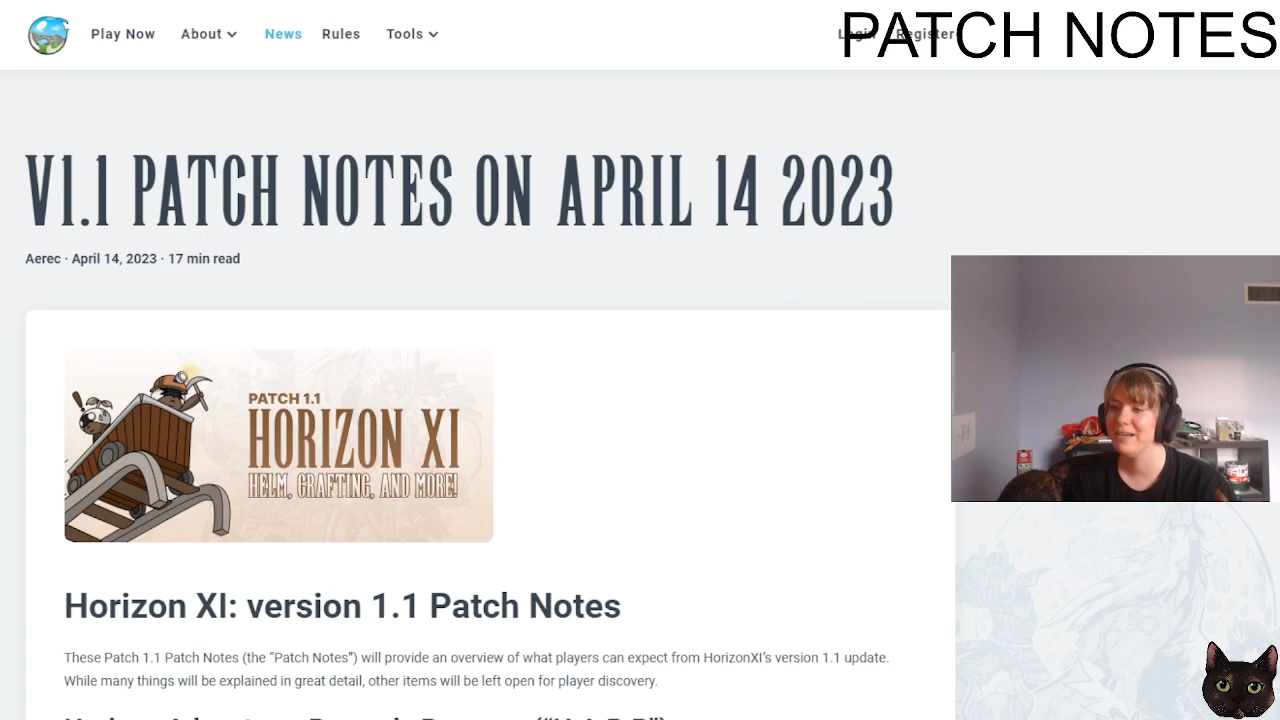 Play Now About News Rules Tools Login Register
PATCH NOTES
V1.1 PATCH NOTES ON APRIL 14 2023
Aerec · April 14, 2023 · 17 min read
PATCH 1.1
HORIZON XI
HELM, CRAFTING, AND MORE!
Horizon XI: version 1.1 Patch Notes
These Patch 1.1 Patch Notes (the “Patch Notes”) will provide an overview of what players can expect from HorizonXI’s version 1.1 update.
While many things will be explained in great detail, other items will be left open for player discovery.